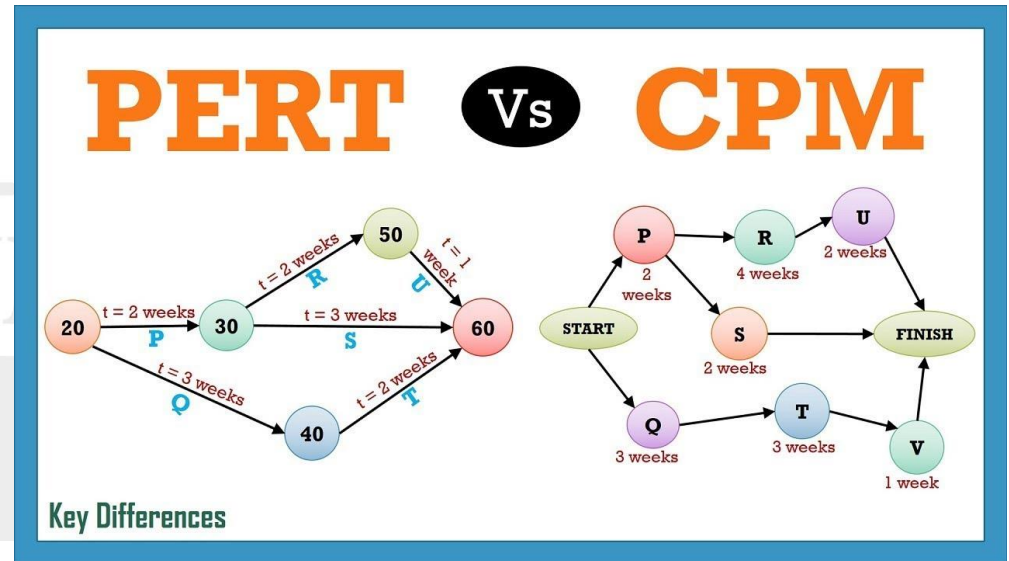 PERT Vs CPM
50
t = 2 weeks
R
t = 1
week
U
20
t = 2 weeks
P
30
t = 3 weeks
S
60
t = 3 weeks
Q
40
t = 2 weeks
T
P
2
weeks
R
4 weeks
U
2 weeks
START
S
2 weeks
FINISH
Q
3 weeks
T
3 weeks
V
1 week
Key Differences